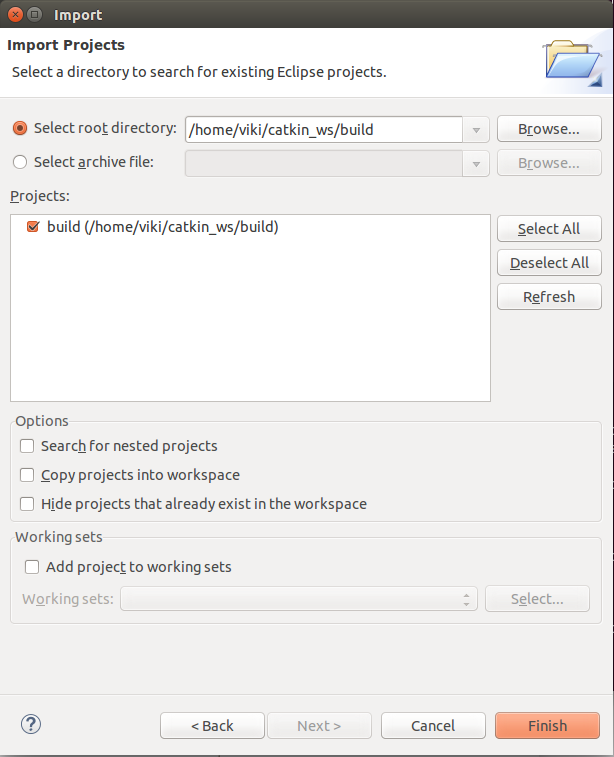 Import
Import Projects
Select a directory to search for existing Eclipse projects.
Select root directory: /home/viki/catkin_ws/build Browse...
Select archive file: Browse...
Projects:
build (/home/viki/catkin_ws/build)
Select All
Deselect All
Refresh
Options
Search for nested projects
Copy projects into workspace
Hide projects that already exist in the workspace
Working sets
Add project to working sets
Working sets: Select...
? < Back Next > Cancel Finish